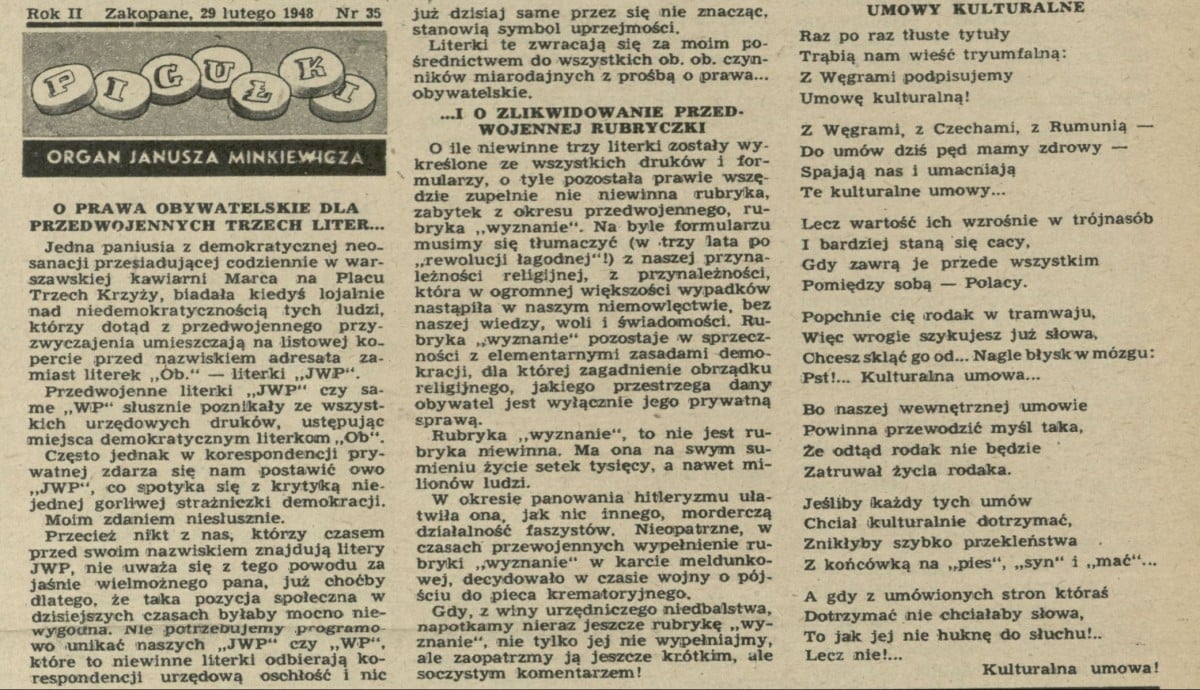 Rok II Zakopane, 29 lutego 1948 Nr 35
PIGUŁKI
ORGAN JANUSZA MINKIEWICZA
O PRAWA OBYWATELSKIE DLA
PRZEDWOJENNYCH TRZECH LITER...
Jedna paniusia z demokratycznej neo-
sanacji przesiadującej codziennie w war-
szawskiej kawiarni Marca na Placu
Trzech Krzyży, biadała kiedyś lojalnie
nad niedemokratycznością tych ludzi,
którzy dotąd z przedwojennego przy-
zwyczajenia umieszczają na listowej ko-
percie przed nazwiskiem adresata za-
miast literek „Ob.“ — literki „JWP“.
Przedwojenne literki „JWP“ czy sa-
me „WP“ słusznie poznikały ze wszyst-
kich urzędowych druków, ustępując
miejsca demokratycznym literkom „Ob“.
Często jednak w korespondencji pry-
watnej zdarza się nam postawić owo
„JWP“, co spotyka się z krytyką nie-
jednej gorliwej strażniczki demokracji.
Moim zdaniem niesłusznie.
Przecież nikt z nas, którzy czasem
przed swoim nazwiskiem znajdują litery
JWP, nie uważa się z tego powodu za
jaśnie wielmożnego pana, już choćby
dlatego, że taka pozycja społeczna w
dzisiejszych czasach byłaby mocno nie-
wygodna. Nie potrzebujemy programo-
wo unikać naszych „JWP“ czy „WP“,
które to niewinne literki odbierają ko-
respondencji urzędową oschłość i nic
już dzisiaj same przez się nie znacząc,
stanowią symbol uprzejmości.
Literki te zwracają się za moim po-
średnictwem do wszystkich ob. ob. czyn-
ników miarodajnych z prośbą o prawa...
obywatelskie.
...I O ZLIKWIDOWANIE PRZED-
WOJENNEJ RUBRYCZKI
O ile niewinne trzy literki zostały wy-
kreślone ze wszystkich druków i for-
mularzy, o tyle pozostała prawie wszę-
dzie zupełnie nie niewinna rubryka,
zabytek z okresu przedwojennego, ru-
bryka „wyznanie“. Na byle formularzu
musimy się tłumaczyć (w trzy lata po
„rewolucji łagodnej“!) z naszej przyna-
leżności religijnej, z przynależności,
która w ogromnej większości wypadków
nastąpiła w naszym niemowlęctwie, bez
naszej wiedzy, woli i świadomości. Ru-
bryka „wyznanie“ pozostaje w sprzecz-
ności z elementarnymi zasadami demo-
kracji, dla której zagadnienie obrządku
religijnego, jakiego przestrzega dany
obywatel jest wyłącznie jego prywatną
sprawą.
Rubryka „wyznanie“, to nie jest ru-
bryka niewinna. Ma ona na swym su-
mieniu życie setek tysięcy, a nawet mi-
lionów ludzi.
W okresie panowania hitleryzmu uła-
twiła ona, jak nic innego, morderczą
działalność faszystów. Nieopatrzne, w
czasach przewojennych wypełnienie ru-
bryki „wyznanie“ w karcie meldunko-
wej, decydowało w czasie wojny o pój-
ściu do pieca krematoryjnego.
Gdy, z winy urzędniczego niedbalstwa,
napotkamy nieraz jeszcze rubrykę „wy-
znanie“, nie tylko jej nie wypełniajmy,
ale zaopatrzmy ją jeszcze krótkim, ale
soczystym komentarzem!
UMOWY KULTURALNE
Raz po raz tłuste tytuły
Trąbią nam wieść tryumfalną:
Z Węgrami podpisujemy
Umowę kulturalną!
Z Węgrami, z Czechami, z Rumunią —
Do umów dziś pęd mamy zdrowy —
Spajają nas i umacniają
Te kulturalne umowy...
Lecz wartość ich wzrośnie w trójnasób
I bardziej staną się cacy,
Gdy zawrą je przede wszystkim
Pomiędzy sobą — Polacy.
Popchnie cię rodak w tramwaju,
Więc wrogie szykujesz już słowa,
Chcesz skląć go od... Nagle błysk w mózgu:
Pst!... Kulturalna umowa...
Bo naszej wewnętrznej umowie
Powinna przewodzić myśl taka,
Że odtąd rodak nie będzie
Zatruwał życia rodaka.
Jeśliby każdy tych umów
Chciał kulturalnie dotrzymać,
Znikłyby szybko przekleństwa
Z końcówką na „pies“, „syn“ i „mać“...
A gdy z umówionych stron któraś
Dotrzymać nie chciałaby słowa,
To jak jej nie huknę do słuchu!..
Lecz nie!...
Kulturalna umowa!